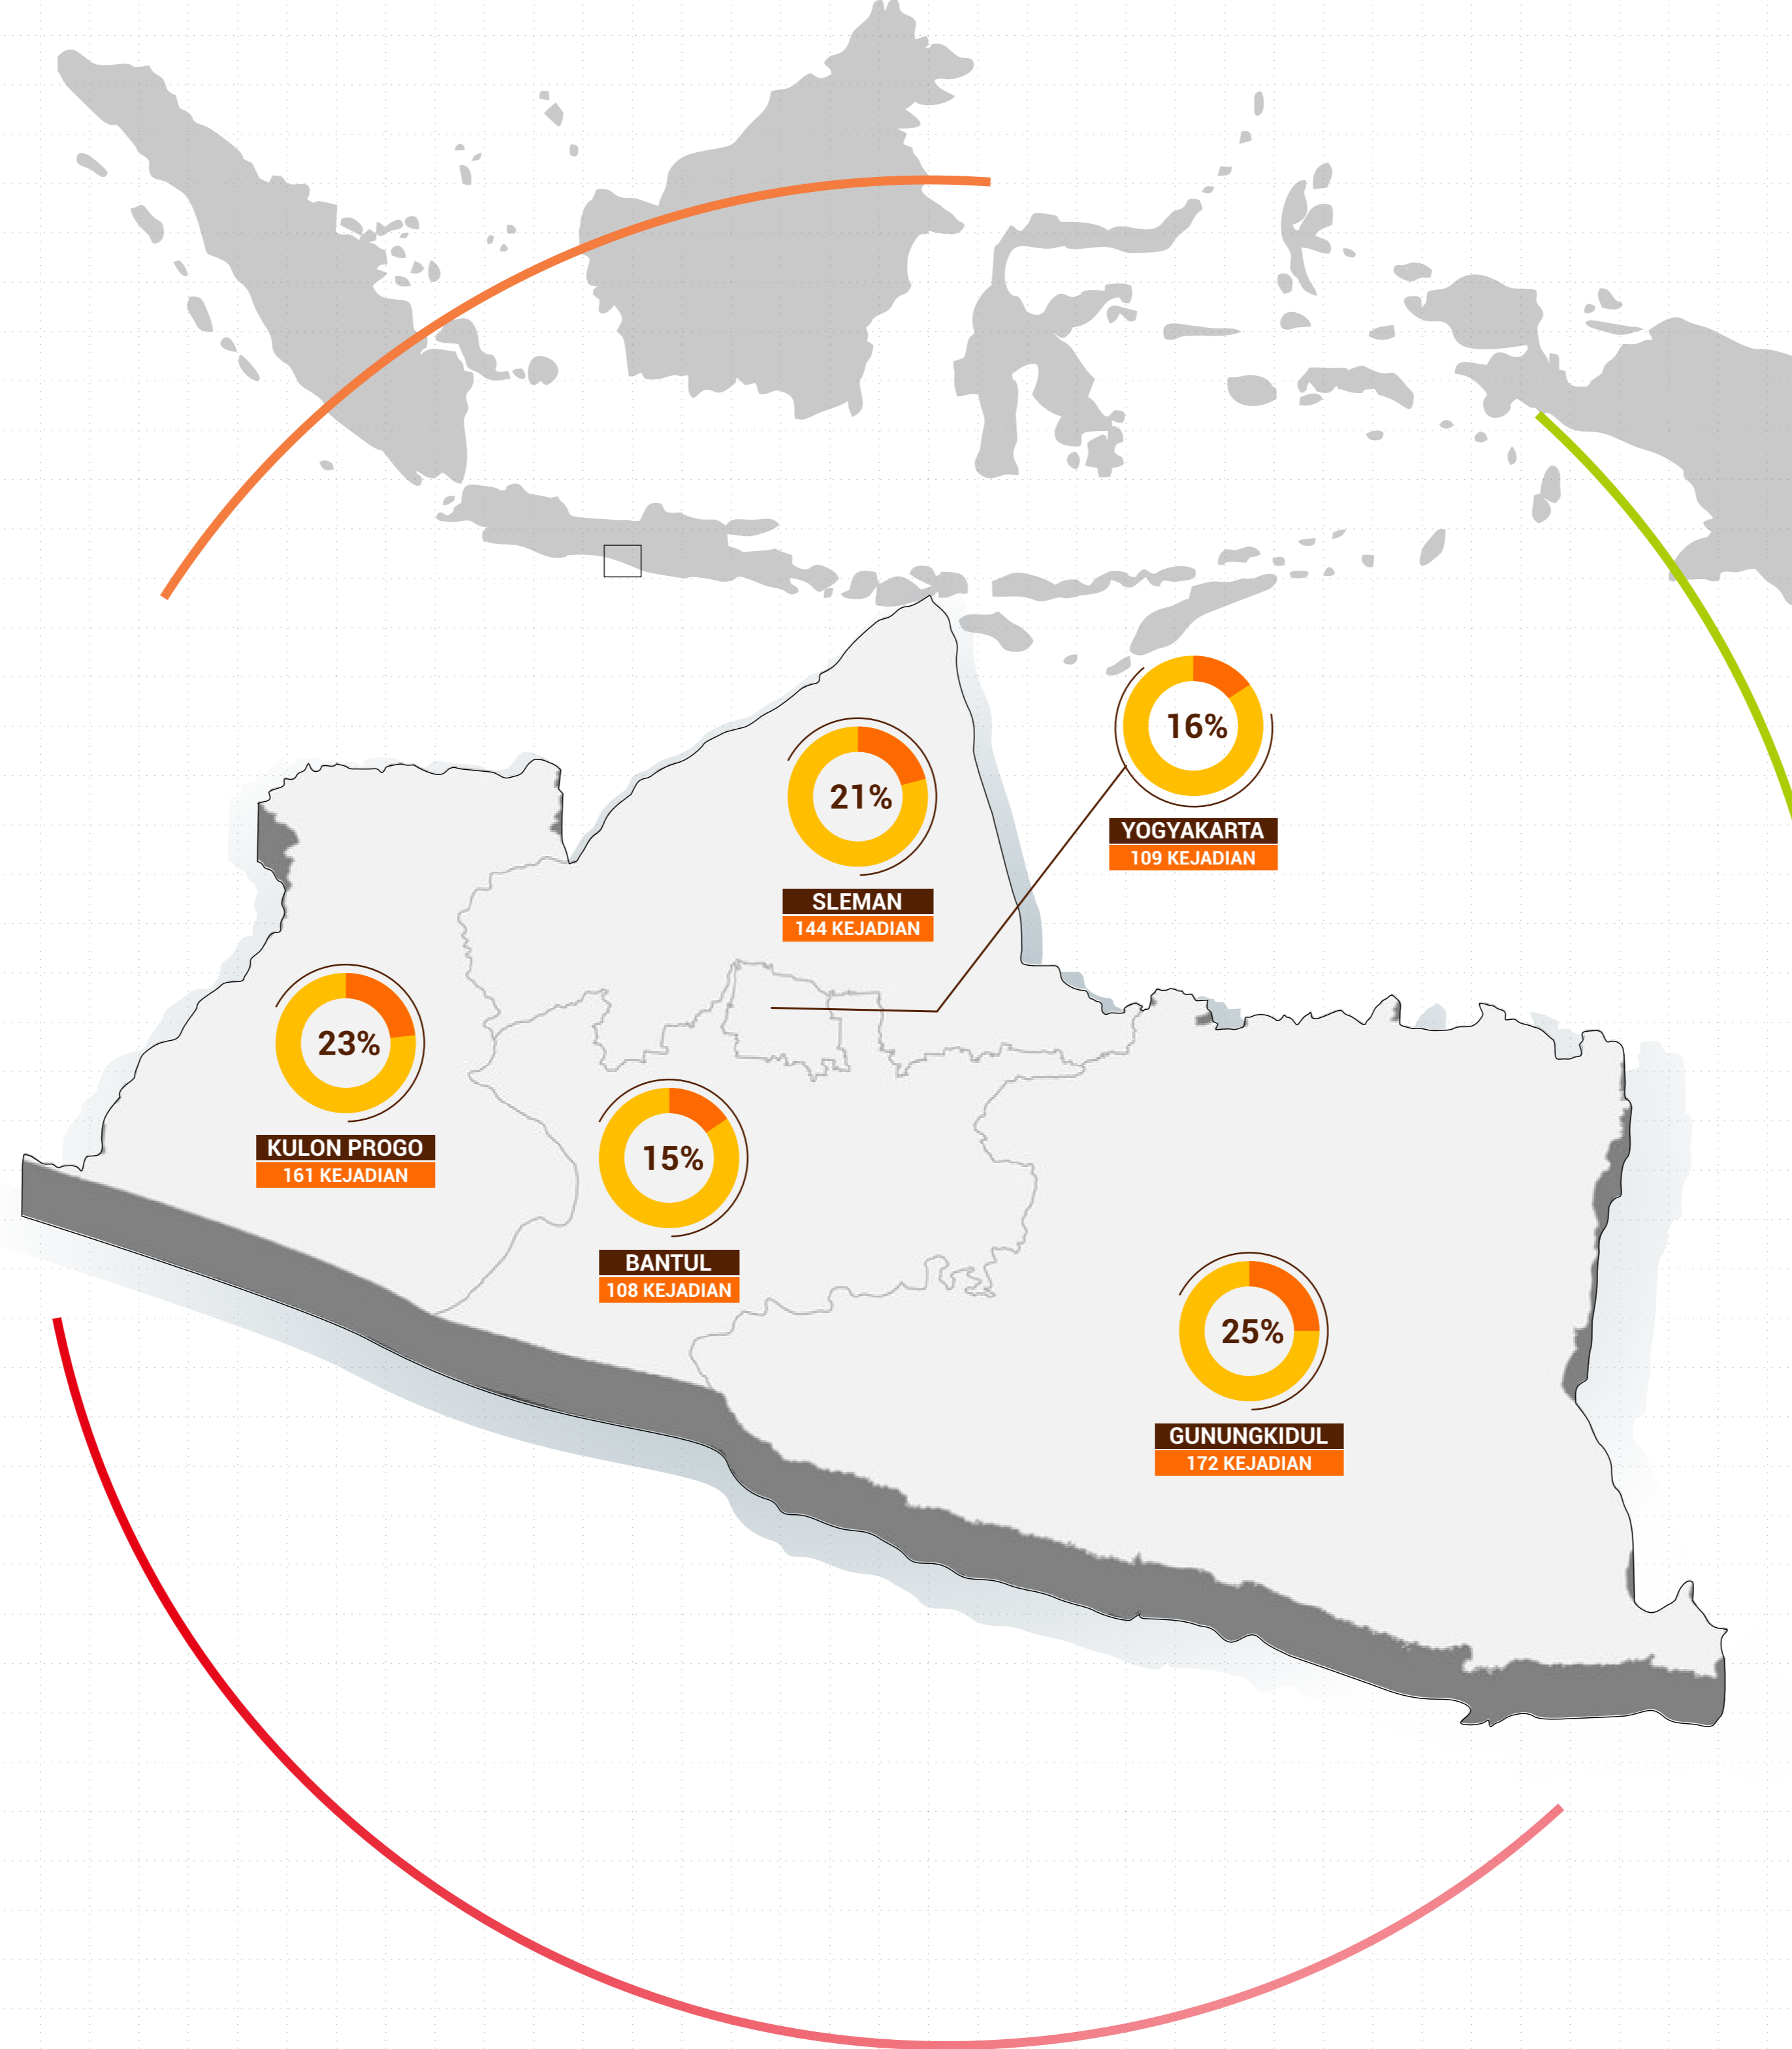 16%
YOGYAKARTA
109 KEJADIAN
21%
SLEMAN
144 KEJADIAN
23%
KULON PROGO
161 KEJADIAN
15%
BANTUL
108 KEJADIAN
25%
GUNUNGKIDUL
172 KEJADIAN